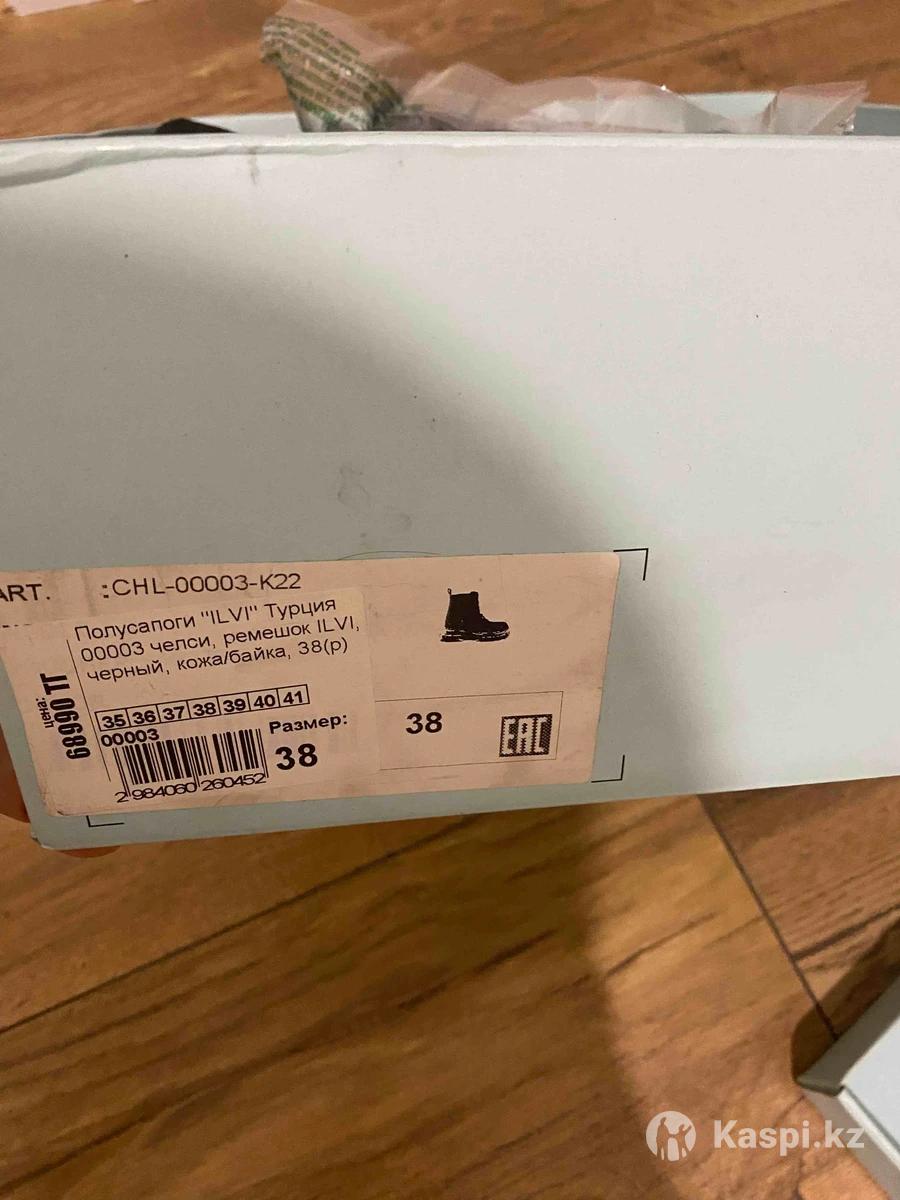 ART. :CHL-00003-K22
Полусапоги "ILVI" Турция
00003 челси, ремешок ILVI,
черный, кожа/байка, 38(р)
цена:
68990 ТГ
35 36 37 38 39 40 41
00003
Размер:
38
2 984060 260452
38
EAC
Kaspi.kz